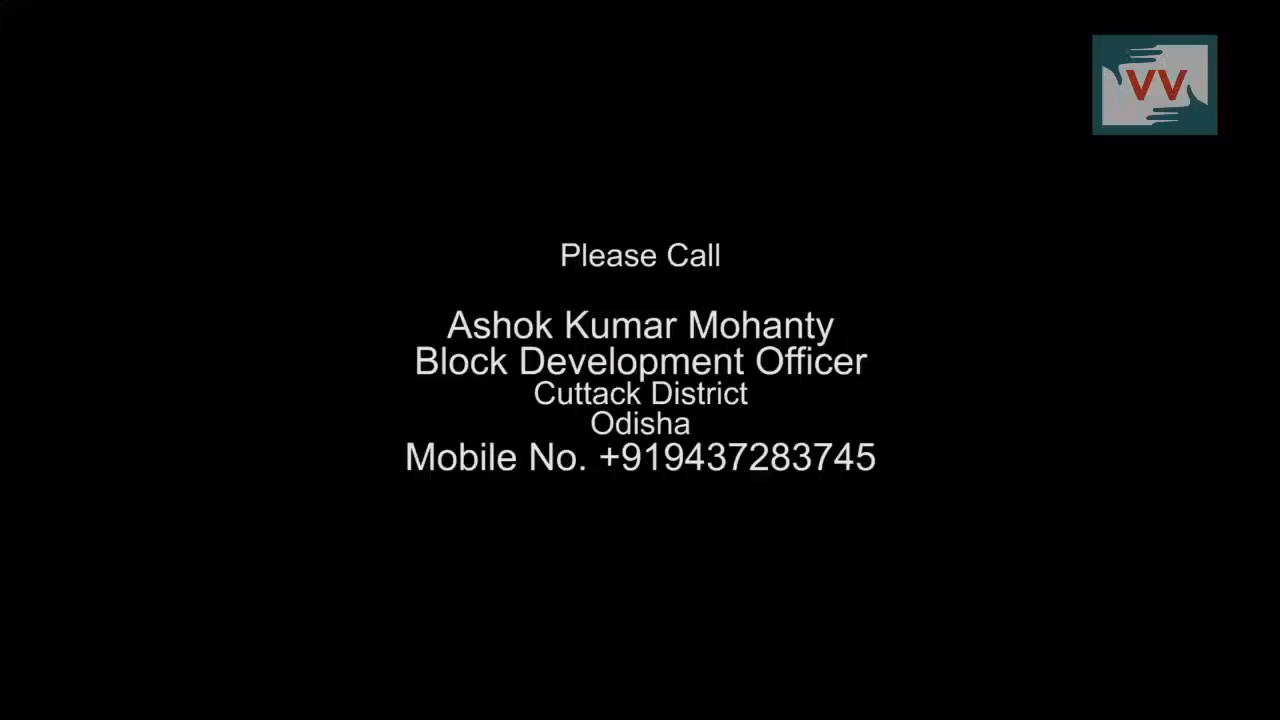 VV
Please Call
Ashok Kumar Mohanty
Block Development Officer
Cuttack District
Odisha
Mobile No. +919437283745